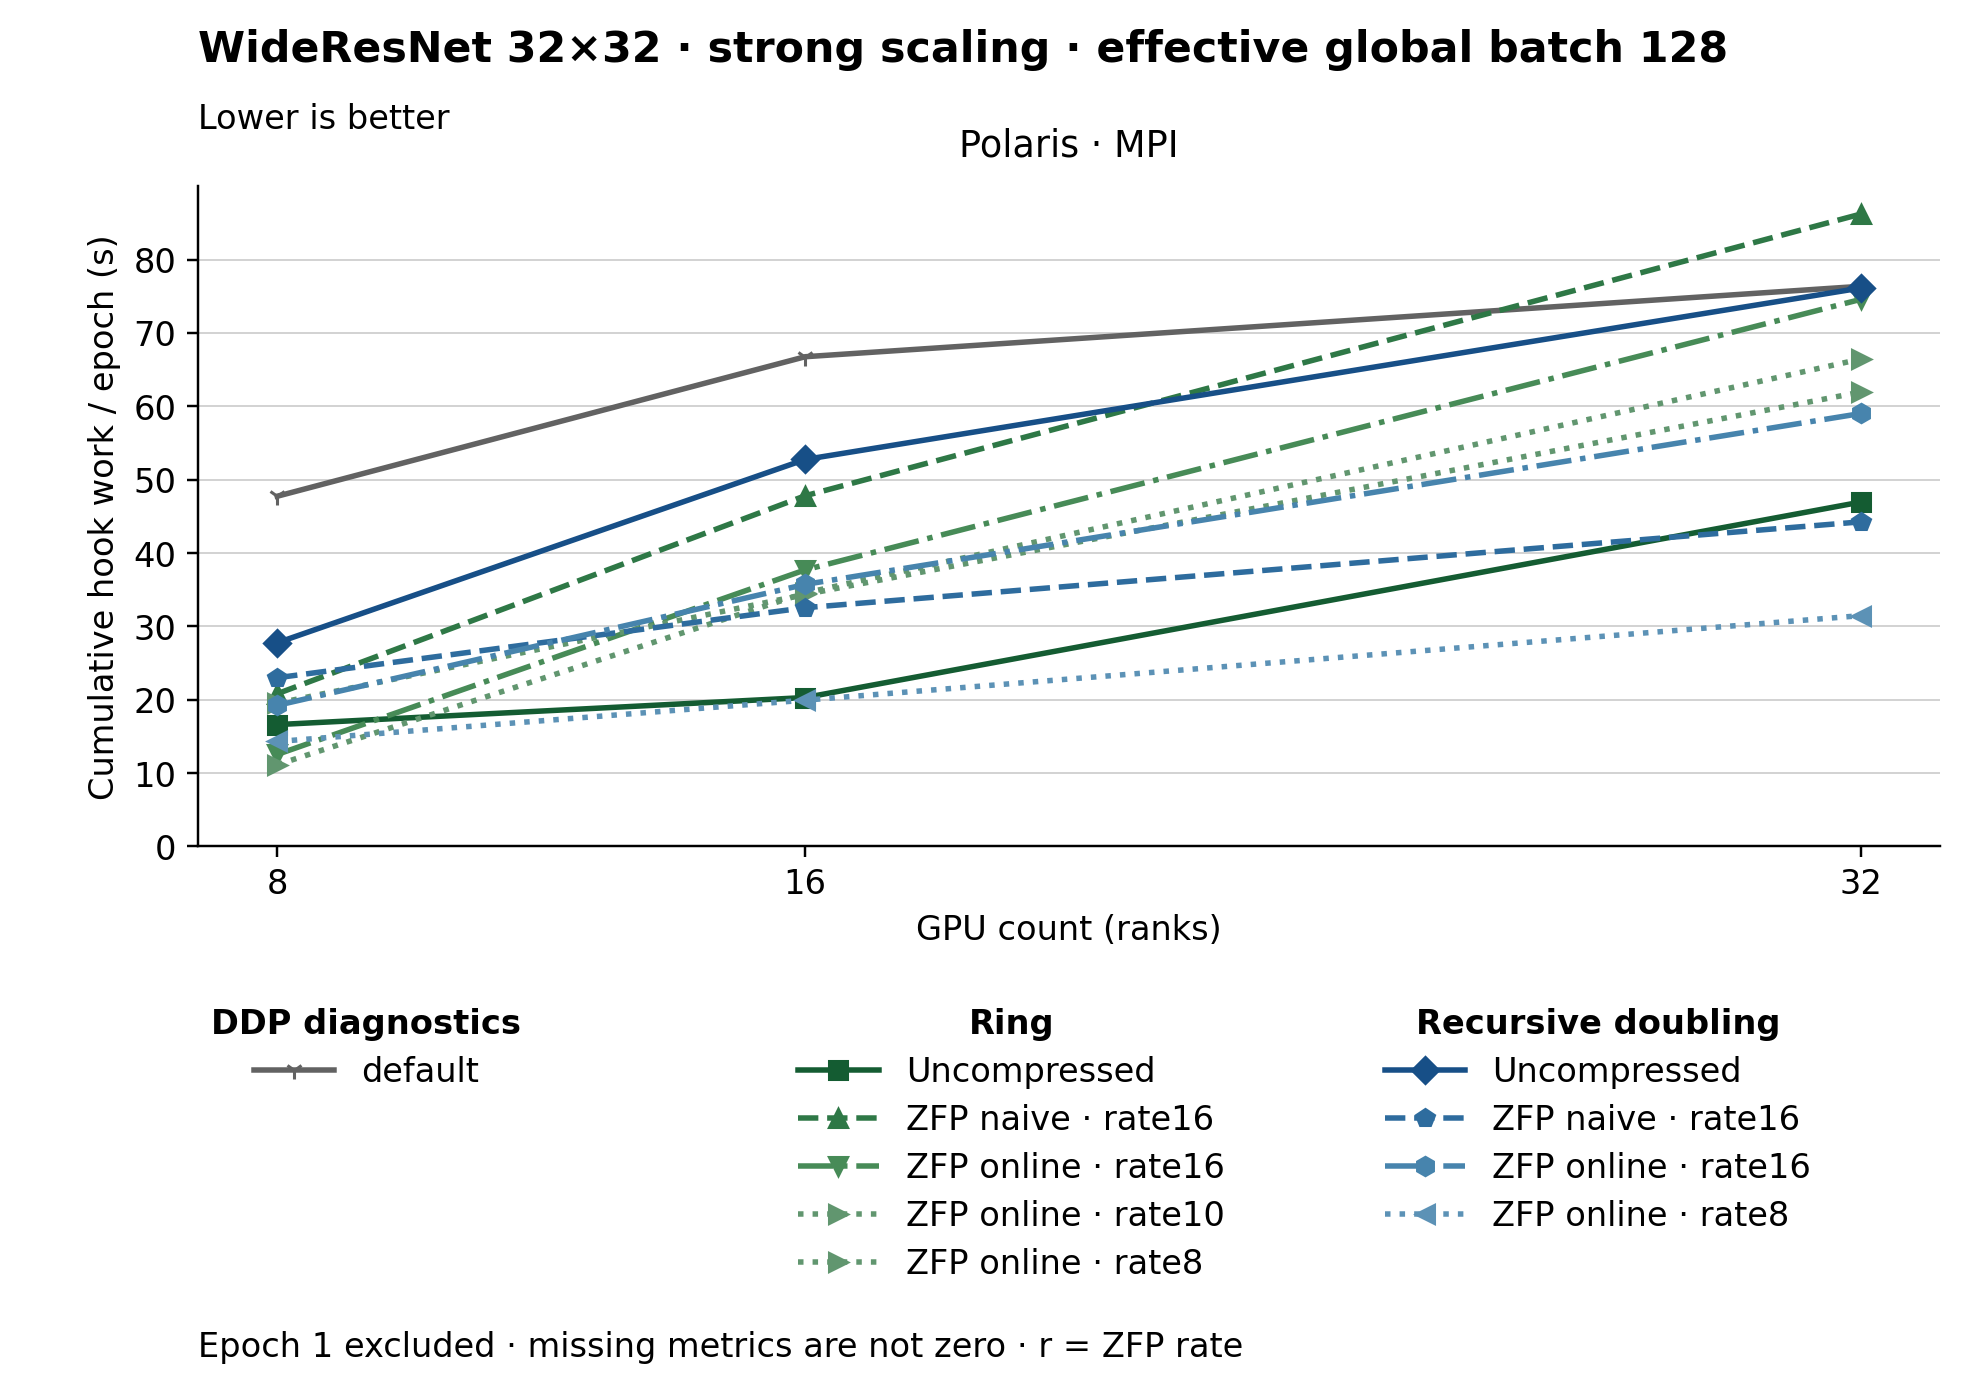 WideResNet 32×32 · strong scaling · effective global batch 128
Lower is better
Polaris · MPI
Cumulative hook work / epoch (s)
80
70
60
50
40
30
20
10
0
8
16
32
GPU count (ranks)
DDP diagnostics
default
Ring
Uncompressed
ZFP naive · rate16
ZFP online · rate16
ZFP online · rate10
ZFP online · rate8
Recursive doubling
Uncompressed
ZFP naive · rate16
ZFP online · rate16
ZFP online · rate8
Epoch 1 excluded · missing metrics are not zero · r = ZFP rate